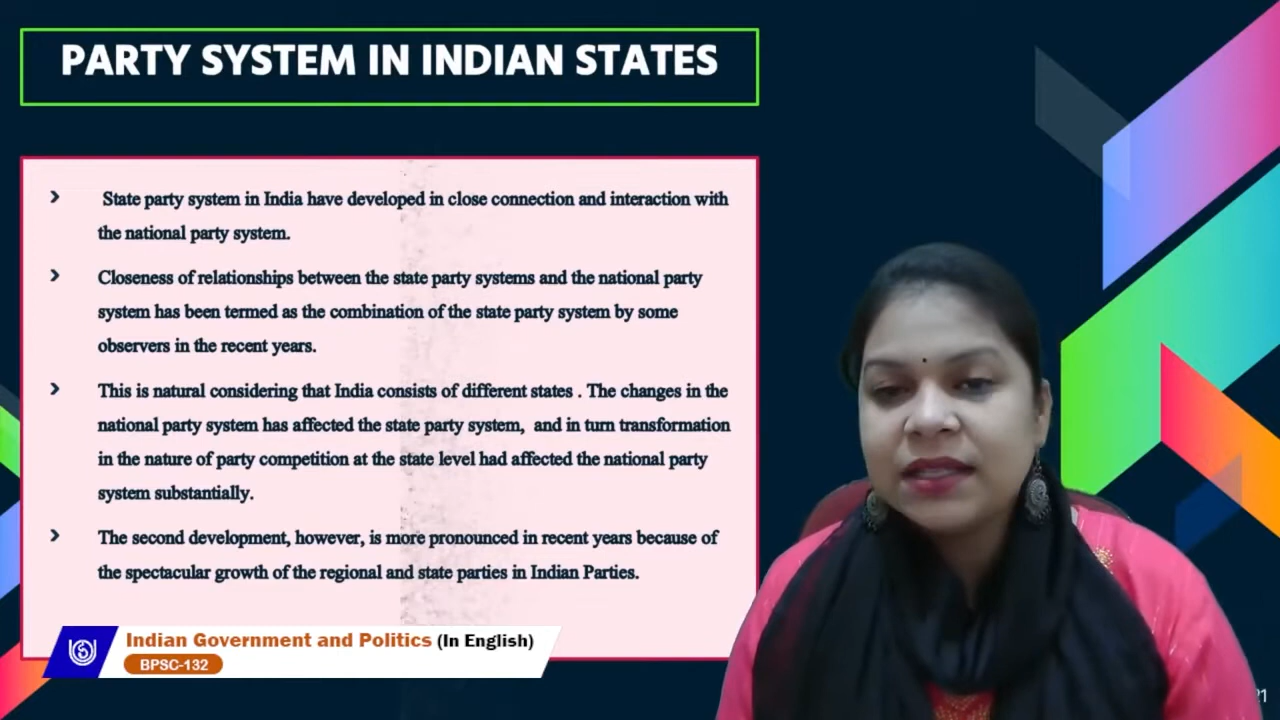 PARTY SYSTEM IN INDIAN STATES
State party system in India have developed in close connection and interaction with
the national party system.
Closeness of relationships between the state party systems and the national party
system has been termed as the combination of the state party system by some
observers in the recent years.
This is natural considering that India consists of different states . The changes in the
national party system has affected the state party system, and in turn transformation
in the nature of party competition at the state level had affected the national party
system substantially.
The second development, however, is more pronounced in recent years because of
the spectacular growth of the regional and state parties in Indian Parties.
Indian Government and Politics (In English)
BPSC-132